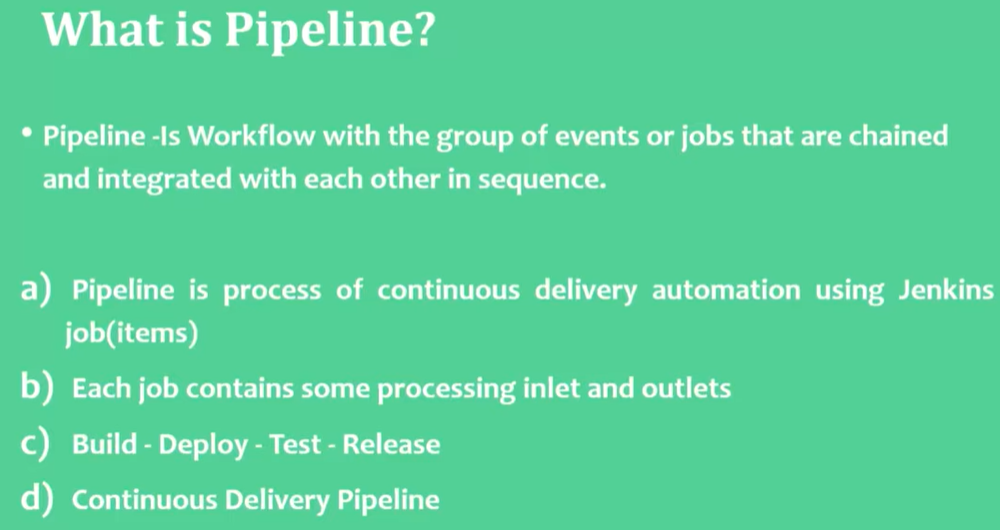 What is Pipeline?
• Pipeline -Is Workflow with the group of events or jobs that are chained
and integrated with each other in sequence.
a) Pipeline is process of continuous delivery automation using Jenkins
job(items)
b) Each job contains some processing inlet and outlets
c) Build - Deploy - Test - Release
d) Continuous Delivery Pipeline